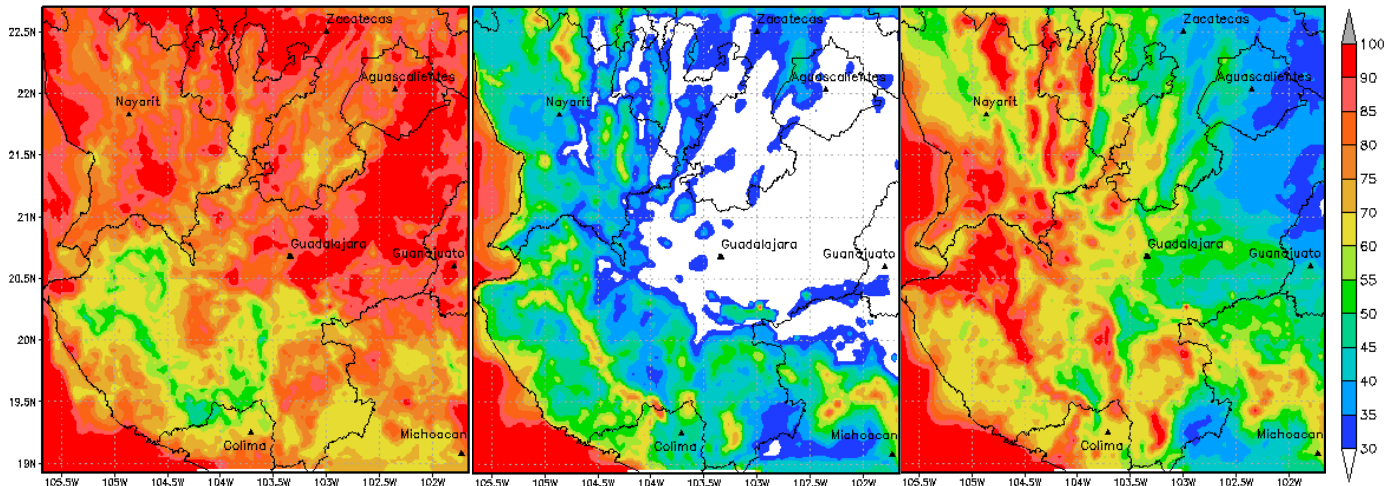 22.5N
22N
21.5N
21N
20.5N
20N
19.5N
19N
105.5W 105W 104.5W 104W 103.5W 103W 102.5W 102W
Zacatecas
Aguascalientes
Nayarit
Guadalajara
Guanajuato
Colima
Michoacan
105.5W 105W 104.5W 104W 103.5W 103W 102.5W 102W
Zacatecas
Aguascalientes
Nayarit
Guadalajara
Guanajuato
Colima
Michoacan
105.5W 105W 104.5W 104W 103.5W 103W 102.5W 102W
Zacatecas
Aguascalientes
Nayarit
Guadalajara
Guanajuato
Colima
Michoacan
100
90
85
80
75
70
60
55
50
45
40
35
30